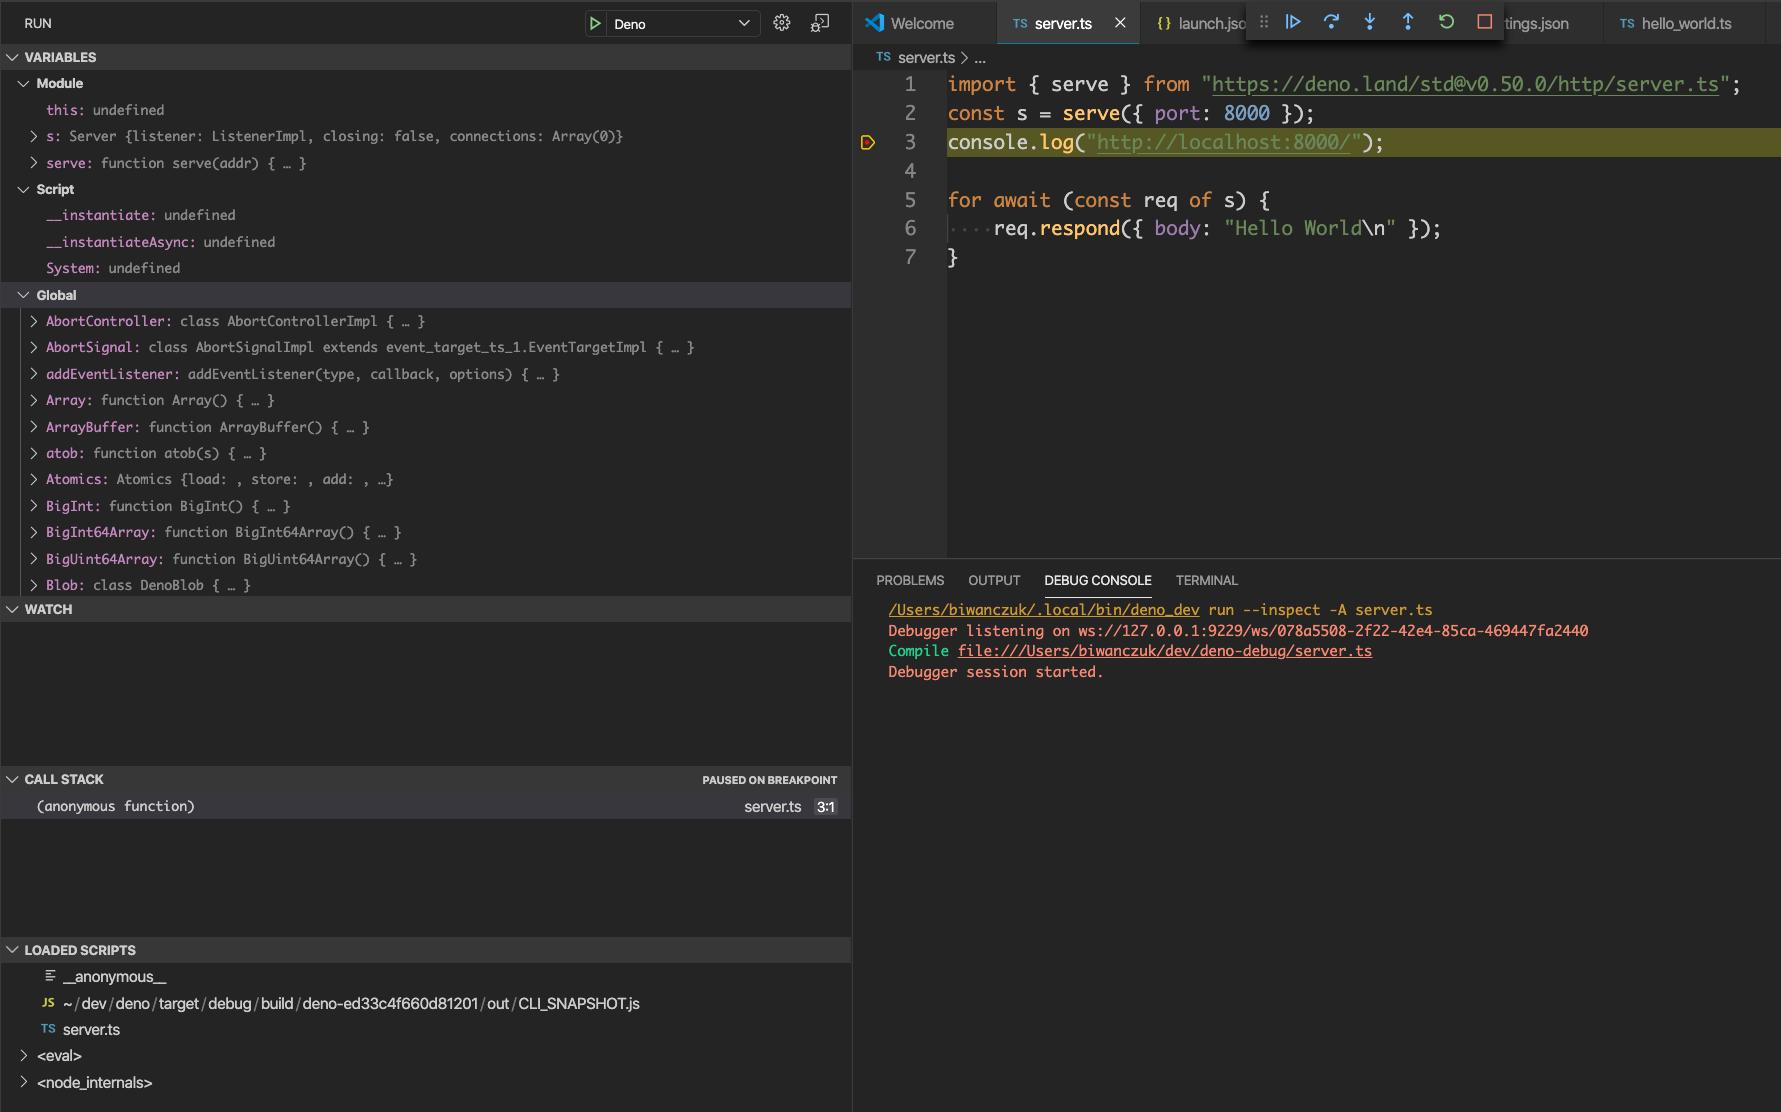 RUN
Deno
VARIABLES
Module
this: undefined
s: Server {listener: ListenerImpl, closing: false, connections: Array(0)}
serve: function serve(addr) { … }
Script
__instantiate: undefined
__instantiateAsync: undefined
System: undefined
Global
AbortController: class AbortControllerImpl { … }
AbortSignal: class AbortSignalImpl extends event_target_ts_1.EventTargetImpl { … }
addEventListener: addEventListener(type, callback, options) { … }
Array: function Array() { … }
ArrayBuffer: function ArrayBuffer() { … }
atob: function atob(s) { … }
Atomics: Atomics {load: , store: , add: , …}
BigInt: function BigInt() { … }
BigInt64Array: function BigInt64Array() { … }
BigUint64Array: function BigUint64Array() { … }
Blob: class DenoBlob { … }
WATCH
CALL STACK PAUSED ON BREAKPOINT
(anonymous function) server.ts 3:1
LOADED SCRIPTS
__anonymous__
JS ~/dev/deno/target/debug/build/deno-ed33c4f660d81201/out/CLI_SNAPSHOT.js
TS server.ts
<eval>
<node_internals>
Welcome TS server.ts {} launch.jso tings.json TS hello_world.ts
TS server.ts > ...
1 import { serve } from "https://deno.land/std@v0.50.0/http/server.ts";
2 const s = serve({ port: 8000 });
3 console.log("http://localhost:8000/");
4
5 for await (const req of s) {
6 ····req.respond({ body: "Hello World\n" });
7 }
PROBLEMS OUTPUT DEBUG CONSOLE TERMINAL
/Users/biwanczuk/.local/bin/deno_dev run --inspect -A server.ts
Debugger listening on ws://127.0.0.1:9229/ws/078a5508-2f22-42e4-85ca-469447fa2440
Compile file:///Users/biwanczuk/dev/deno-debug/server.ts
Debugger session started.